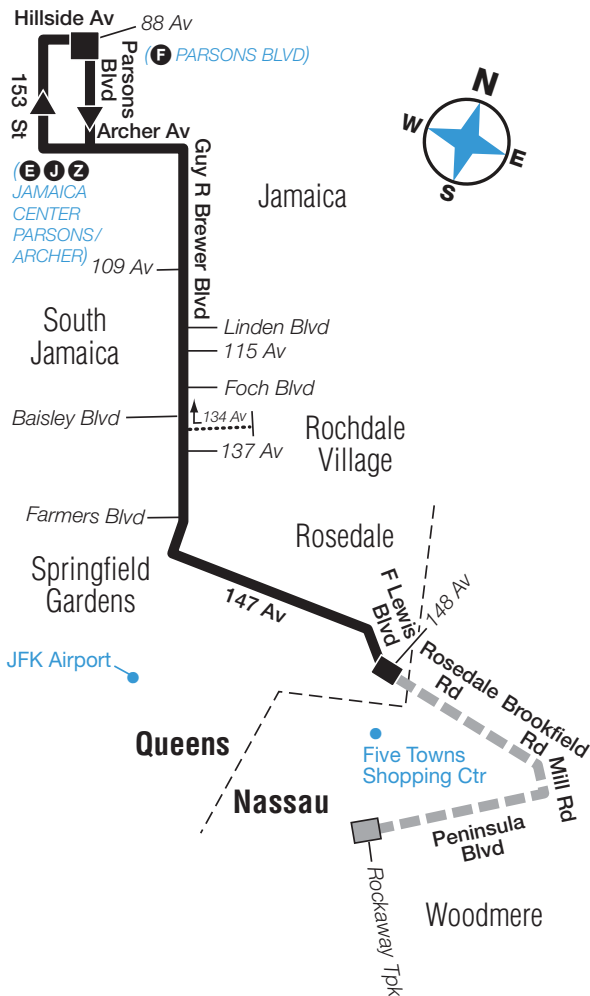 Hillside Av
88 Av
(F PARSONS BLVD)
Parsons
Blvd
153 St
Archer Av
(E J Z
JAMAICA
CENTER
PARSONS/
ARCHER)
N
W
E
S
Guy R Brewer Blvd
Jamaica
109 Av
South
Jamaica
Linden Blvd
115 Av
Foch Blvd
Baisley Blvd
134 Av
Rochdale
Village
137 Av
Farmers Blvd
Rosedale
Springfield
Gardens
147 Av
F Lewis
Blvd
148 Av
JFK Airport
Rosedale
Rd
Brookfield
Rd
Mill Rd
Queens
Five Towns
Shopping Ctr
Nassau
Peninsula
Blvd
Rockaway Tpk
Woodmere